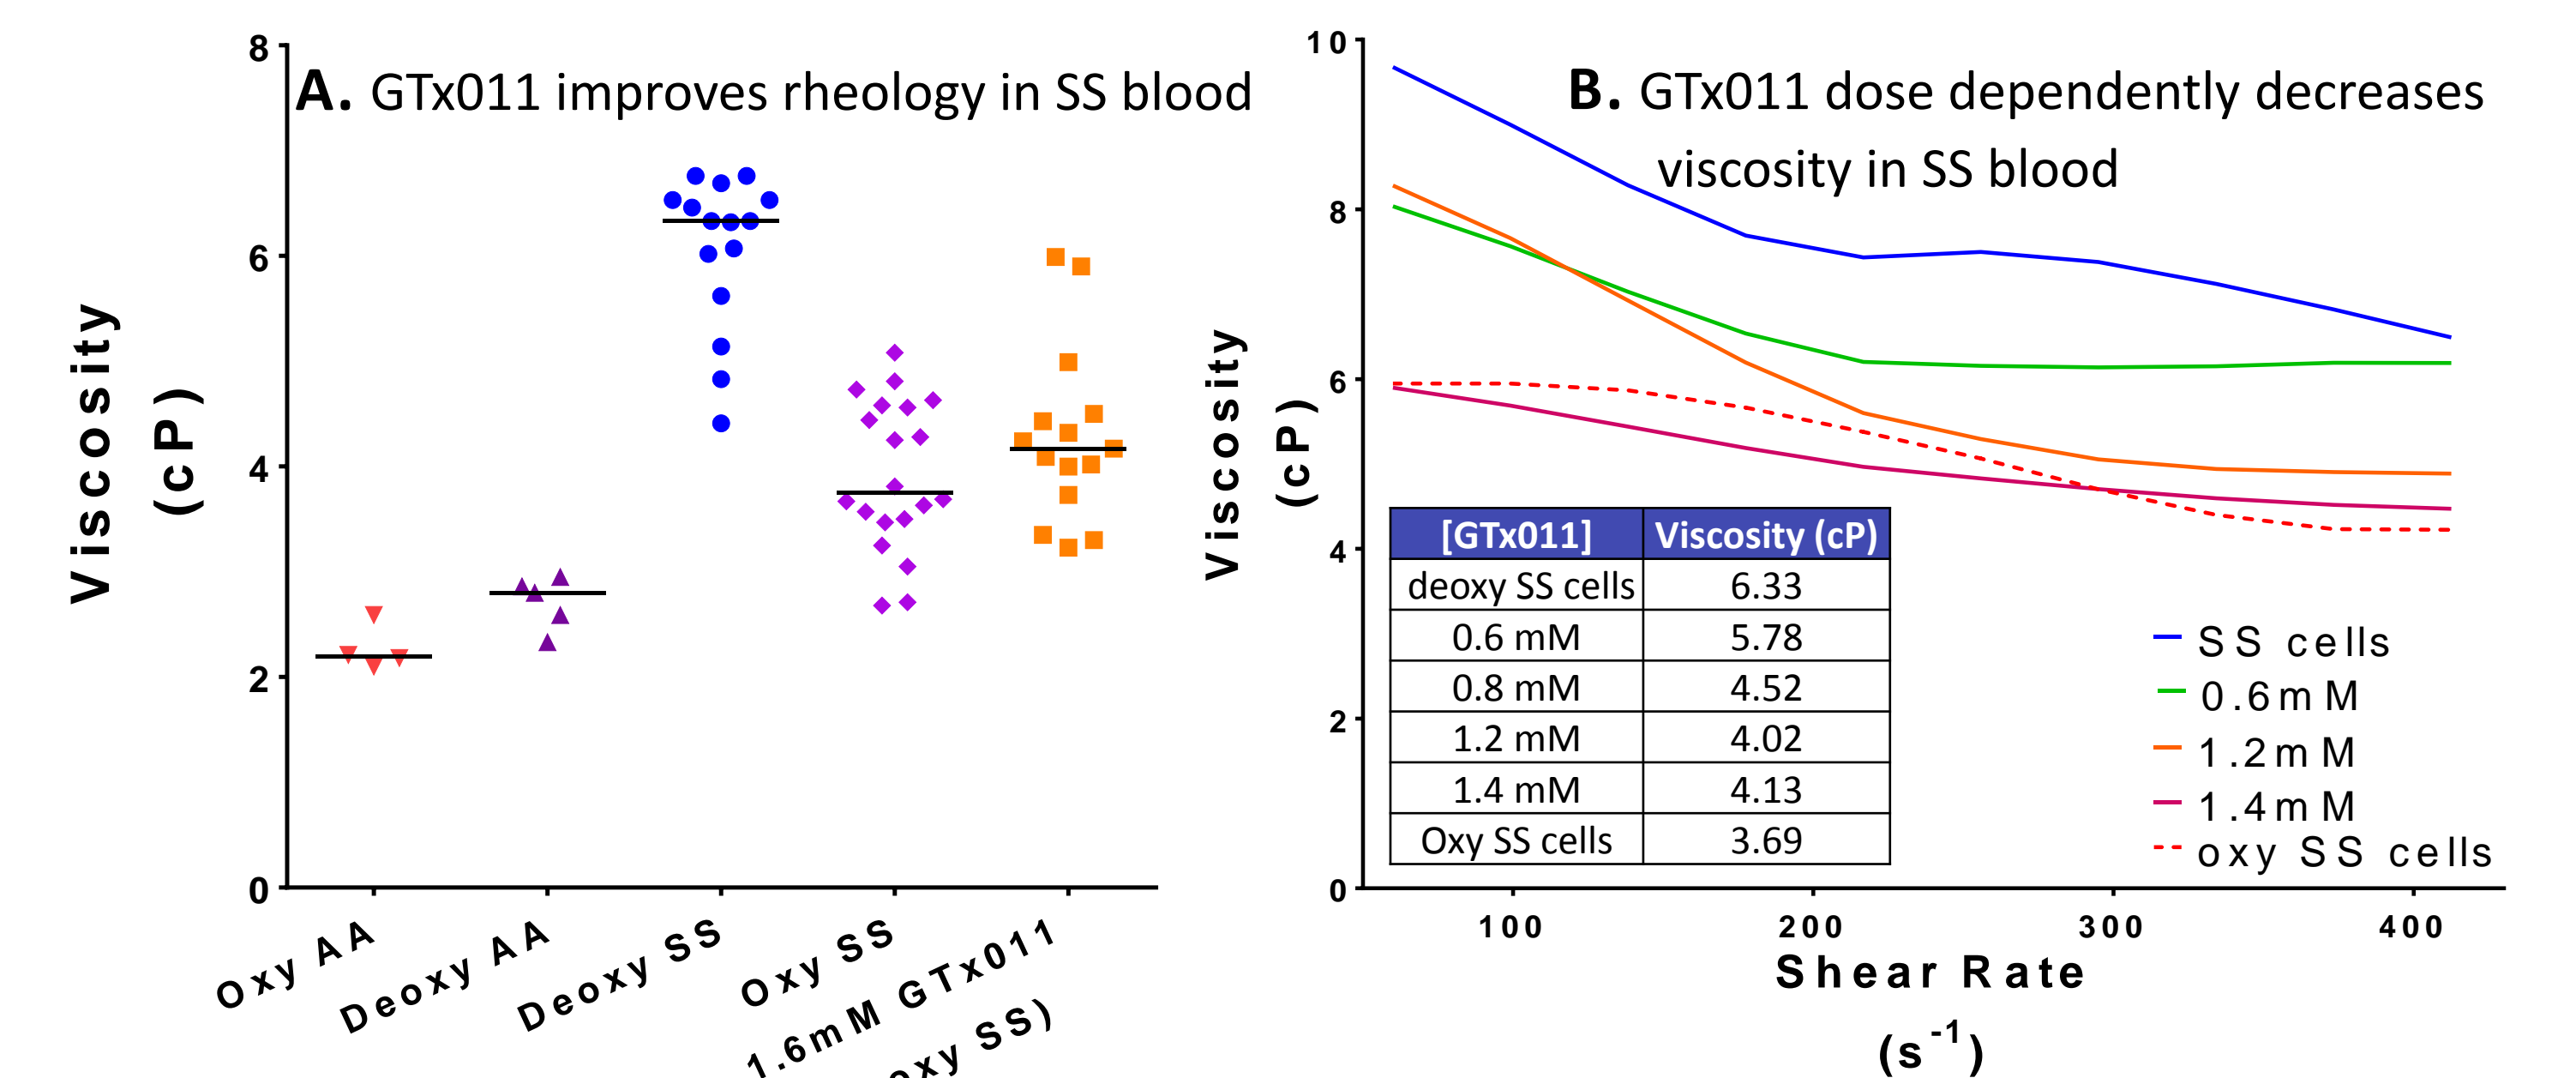 A. GTx011 improves rheology in SS blood
8
6
4
2
0
Viscosity
(cP)
Oxy AA
Deoxy AA
Deoxy SS
Oxy SS
1.6mM GTx011
oxy SS)
B. GTx011 dose dependently decreases
viscosity in SS blood
10
8
6
4
2
0
Viscosity
(cP)
[GTx011] Viscosity (cP)
deoxy SS cells 6.33
0.6 mM 5.78
0.8 mM 4.52
1.2 mM 4.02
1.4 mM 4.13
Oxy SS cells 3.69
SS cells
0.6mM
1.2mM
1.4mM
oxy SS cells
100 200 300 400
Shear Rate
(s-1)